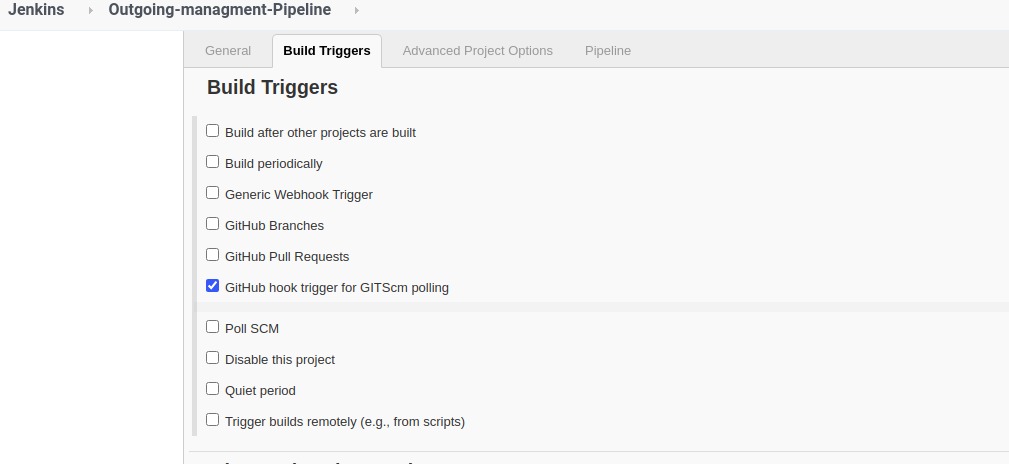 Jenkins Outgoing-managment-Pipeline
General Build Triggers Advanced Project Options Pipeline
Build Triggers
Build after other projects are built
Build periodically
Generic Webhook Trigger
GitHub Branches
GitHub Pull Requests
GitHub hook trigger for GITScm polling
Poll SCM
Disable this project
Quiet period
Trigger builds remotely (e.g., from scripts)